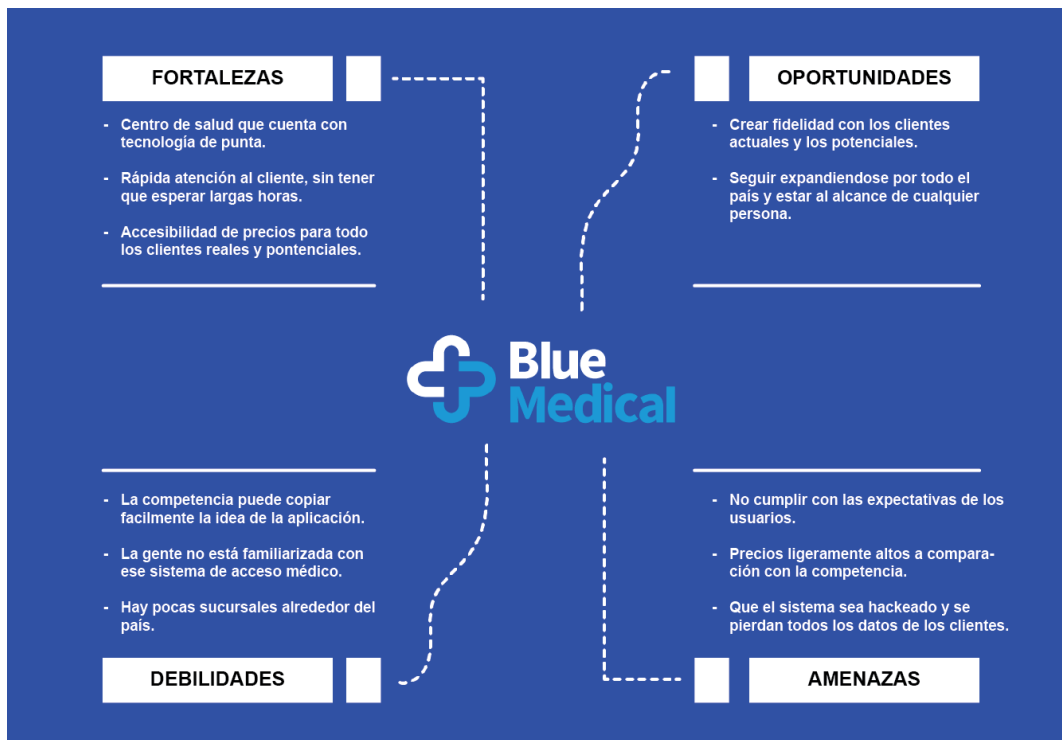 FORTALEZAS
- Centro de salud que cuenta con
tecnología de punta.
- Rápida atención al cliente, sin tener
que esperar largas horas.
- Accesibilidad de precios para todo
los clientes reales y pontenciales.
OPORTUNIDADES
- Crear fidelidad con los clientes
actuales y los potenciales.
- Seguir expandiendose por todo el
país y estar al alcance de cualquier
persona.
Blue
Medical
- La competencia puede copiar
facilmente la idea de la aplicación.
- La gente no está familiarizada con
ese sistema de acceso médico.
- Hay pocas sucursales alrededor del
país.
DEBILIDADES
- No cumplir con las expectativas de los
usuarios.
- Precios ligeramente altos a compara-
ción con la competencia.
- Que el sistema sea hackeado y se
pierdan todos los datos de los clientes.
AMENAZAS